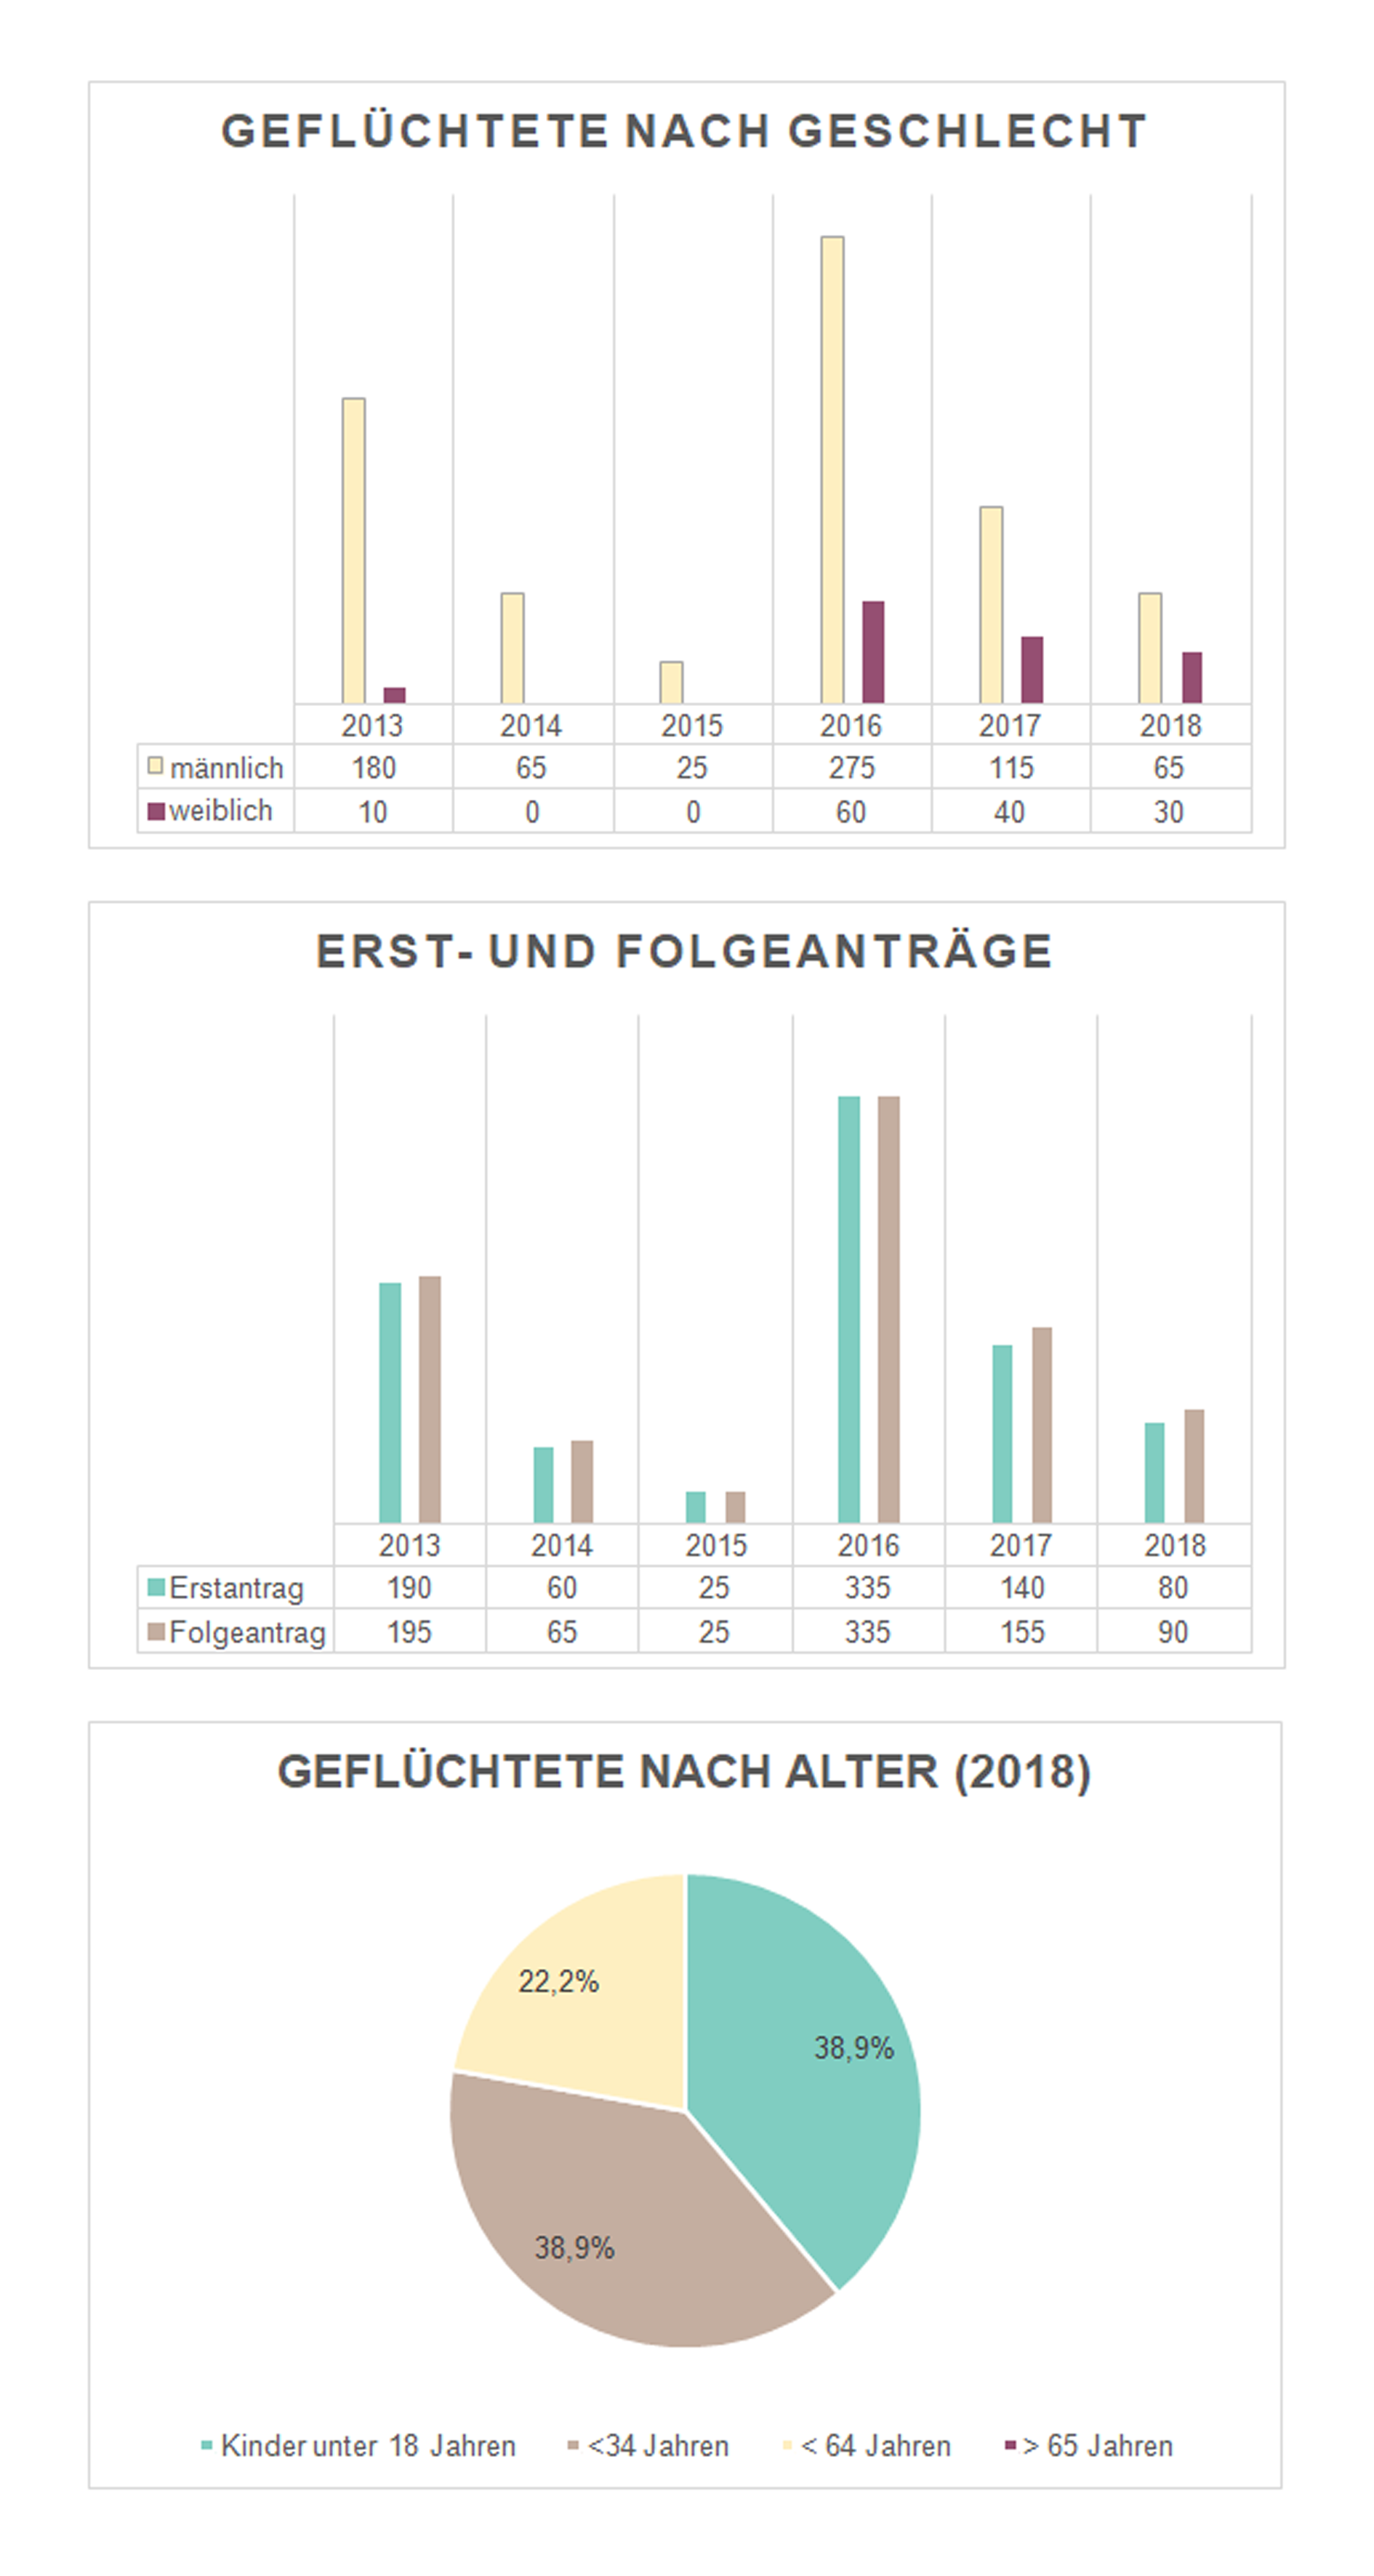 GEFLÜCHTETE NACH GESCHLECHT
2013 2014 2015 2016 2017 2018
männlich 180 65 25 275 115 65
weiblich 10 0 0 60 40 30
ERST- UND FOLGEANTRÄGE
2013 2014 2015 2016 2017 2018
Erstantrag 190 60 25 335 140 80
Folgeantrag 195 65 25 335 155 90
GEFLÜCHTETE NACH ALTER (2018)
22,2%
38,9%
38,9%
Kinder unter 18 Jahren <34 Jahren < 64 Jahren > 65 Jahren